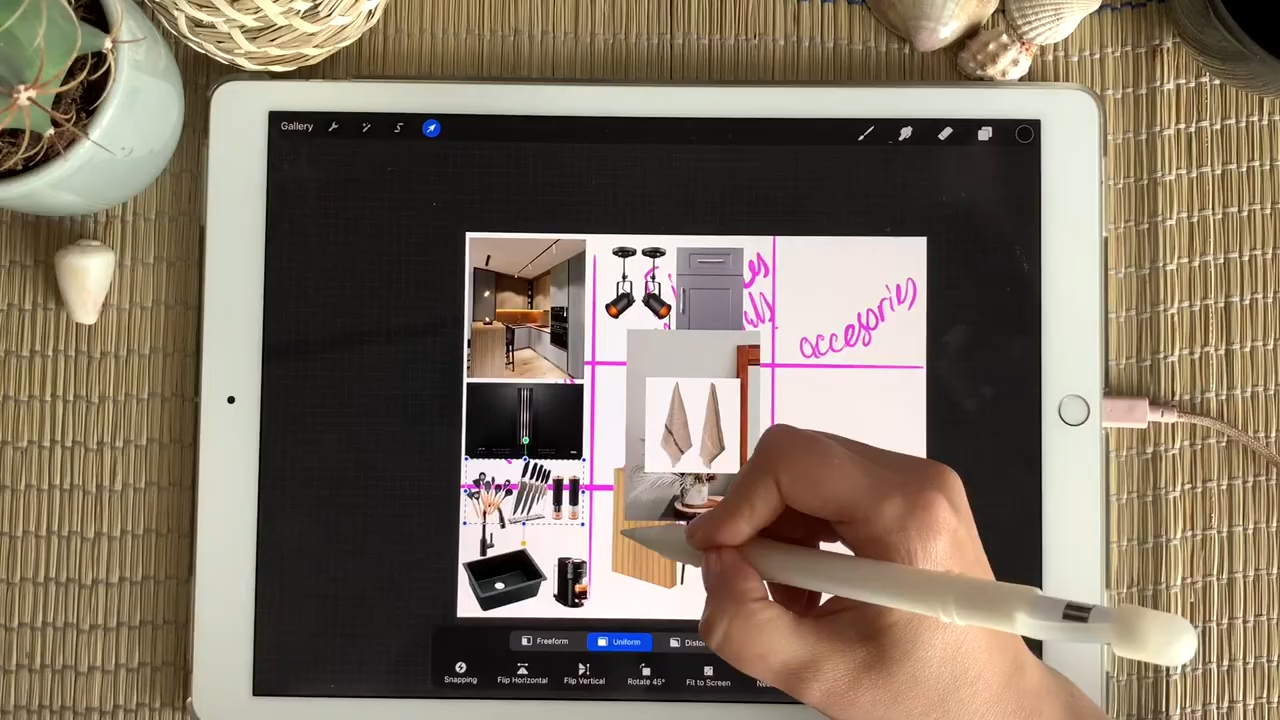 Gallery
accesories
Freeform
Uniform
Snapping
Flip Horizontal
Flip Vertical
Rotate 45°
Fit to Screen